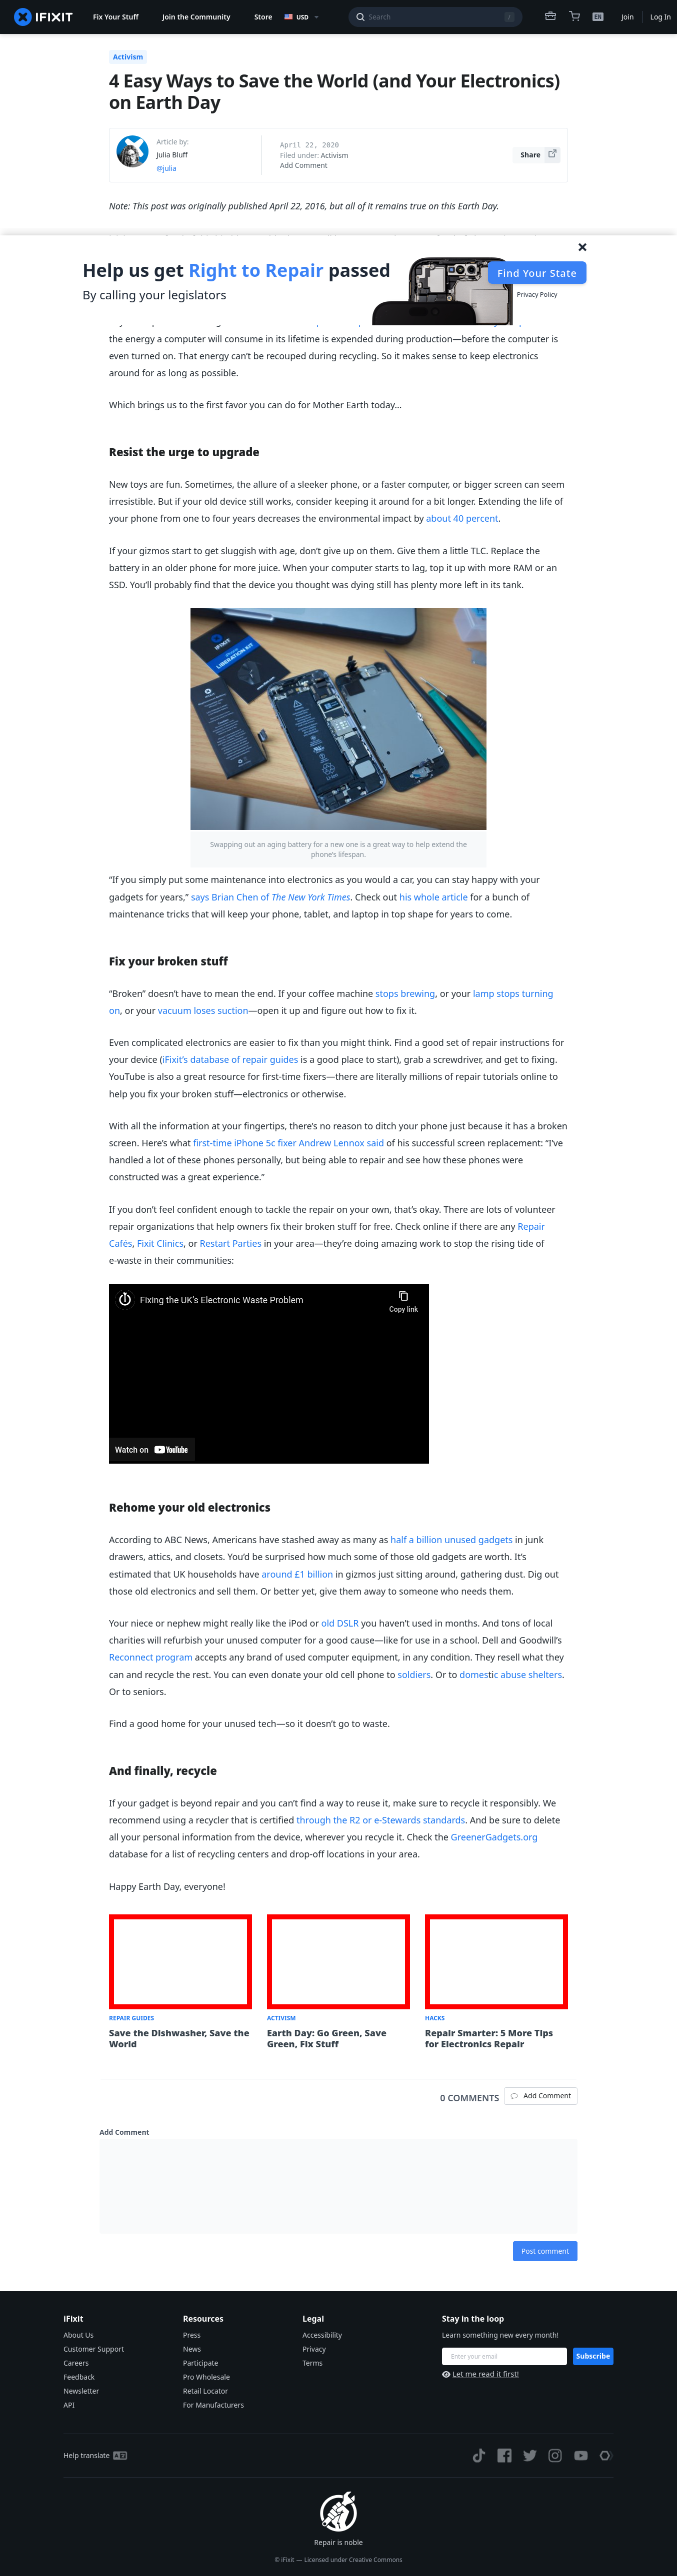 IFIXIT
Fix Your Stuff
Join the Community
Store
USD
Search
/
EN
Join
Log In
Activism
4 Easy Ways to Save the World (and Your Electronics)
on Earth Day
Article by:
Julia Bluff
@julia
April 22, 2020
Filed under: Activism
Add Comment
Share
Note: This post was originally published April 22, 2016, but all of it remains true on this Earth Day.
Help us get Right to Repair passed
By calling your legislators
Find Your State
Privacy Policy
the energy a computer will consume in its lifetime is expended during production—before the computer is
even turned on. That energy can’t be recouped during recycling. So it makes sense to keep electronics
around for as long as possible.
Which brings us to the first favor you can do for Mother Earth today…
Resist the urge to upgrade
New toys are fun. Sometimes, the allure of a sleeker phone, or a faster computer, or bigger screen can seem
irresistible. But if your old device still works, consider keeping it around for a bit longer. Extending the life of
your phone from one to four years decreases the environmental impact by about 40 percent.
If your gizmos start to get sluggish with age, don’t give up on them. Give them a little TLC. Replace the
battery in an older phone for more juice. When your computer starts to lag, top it up with more RAM or an
SSD. You’ll probably find that the device you thought was dying still has plenty more left in its tank.
IPHONE
LIBERATION KIT
Swapping out an aging battery for a new one is a great way to help extend the
phone’s lifespan.
“If you simply put some maintenance into electronics as you would a car, you can stay happy with your
gadgets for years,” says Brian Chen of The New York Times. Check out his whole article for a bunch of
maintenance tricks that will keep your phone, tablet, and laptop in top shape for years to come.
Fix your broken stuff
“Broken” doesn’t have to mean the end. If your coffee machine stops brewing, or your lamp stops turning
on, or your vacuum loses suction—open it up and figure out how to fix it.
Even complicated electronics are easier to fix than you might think. Find a good set of repair instructions for
your device (iFixit’s database of repair guides is a good place to start), grab a screwdriver, and get to fixing.
YouTube is also a great resource for first-time fixers—there are literally millions of repair tutorials online to
help you fix your broken stuff—electronics or otherwise.
With all the information at your fingertips, there’s no reason to ditch your phone just because it has a broken
screen. Here’s what first-time iPhone 5c fixer Andrew Lennox said of his successful screen replacement: “I’ve
handled a lot of these phones personally, but being able to repair and see how these phones were
constructed was a great experience.”
If you don’t feel confident enough to tackle the repair on your own, that’s okay. There are lots of volunteer
repair organizations that help owners fix their broken stuff for free. Check online if there are any Repair
Cafés, Fixit Clinics, or Restart Parties in your area—they’re doing amazing work to stop the rising tide of
e-waste in their communities:
Fixing the UK's Electronic Waste Problem
Copy link
Watch on YouTube
Rehome your old electronics
According to ABC News, Americans have stashed away as many as half a billion unused gadgets in junk
drawers, attics, and closets. You’d be surprised how much some of those old gadgets are worth. It’s
estimated that UK households have around £1 billion in gizmos just sitting around, gathering dust. Dig out
those old electronics and sell them. Or better yet, give them away to someone who needs them.
Your niece or nephew might really like the iPod or old DSLR you haven’t used in months. And tons of local
charities will refurbish your unused computer for a good cause—like for use in a school. Dell and Goodwill’s
Reconnect program accepts any brand of used computer equipment, in any condition. They resell what they
can and recycle the rest. You can even donate your old cell phone to soldiers. Or to domestic abuse shelters.
Or to seniors.
Find a good home for your unused tech—so it doesn’t go to waste.
And finally, recycle
If your gadget is beyond repair and you can’t find a way to reuse it, make sure to recycle it responsibly. We
recommend using a recycler that is certified through the R2 or e-Stewards standards. And be sure to delete
all your personal information from the device, wherever you recycle it. Check the GreenerGadgets.org
database for a list of recycling centers and drop-off locations in your area.
Happy Earth Day, everyone!
REPAIR GUIDES
Save the Dishwasher, Save the
World
ACTIVISM
Earth Day: Go Green, Save
Green, Fix Stuff
HACKS
Repair Smarter: 5 More Tips
for Electronics Repair
0 COMMENTS
Add Comment
Add Comment
Post comment
iFixit
About Us
Customer Support
Careers
Feedback
Newsletter
API
Resources
Press
News
Participate
Pro Wholesale
Retail Locator
For Manufacturers
Legal
Accessibility
Privacy
Terms
Stay in the loop
Learn something new every month!
Enter your email
Subscribe
Let me read it first!
Help translate
Repair is noble
© iFixit — Licensed under Creative Commons